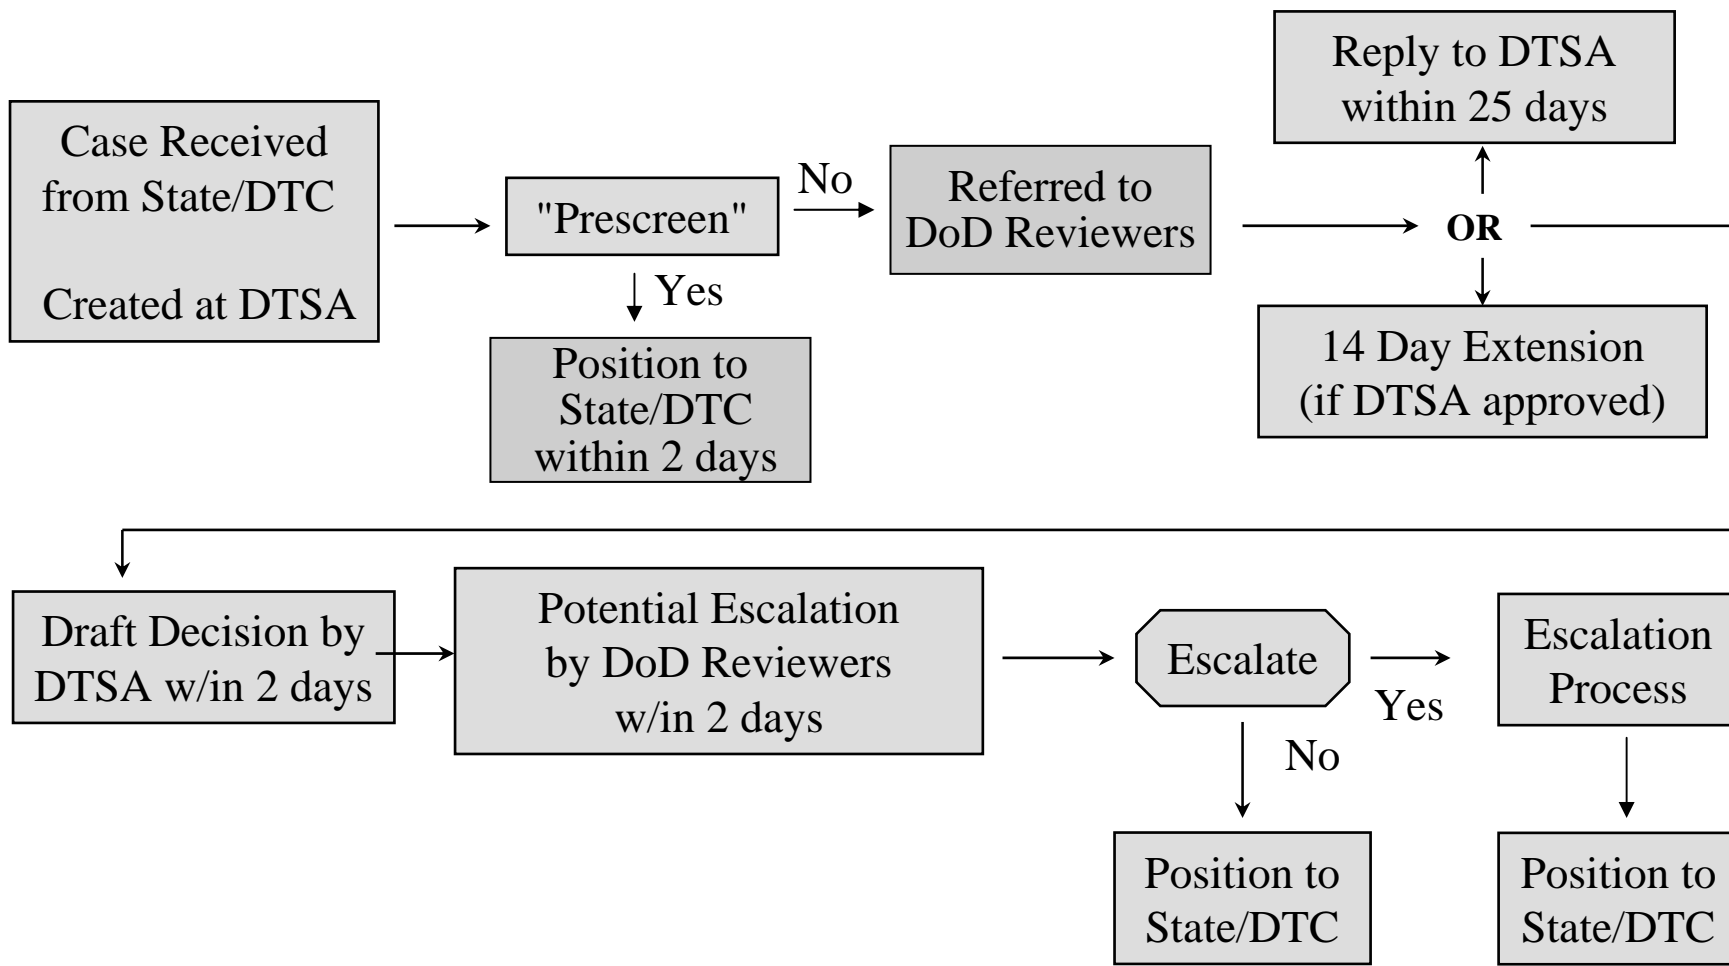 Case Received
from State/DTC
Created at DTSA
"Prescreen"
No
Yes
Position to
State/DTC
within 2 days
Referred to
DoD Reviewers
Reply to DTSA
within 25 days
OR
14 Day Extension
(if DTSA approved)
Draft Decision by
DTSA w/in 2 days
Potential Escalation
by DoD Reviewers
w/in 2 days
Escalate
Yes
No
Escalation
Process
Position to
State/DTC
Position to
State/DTC